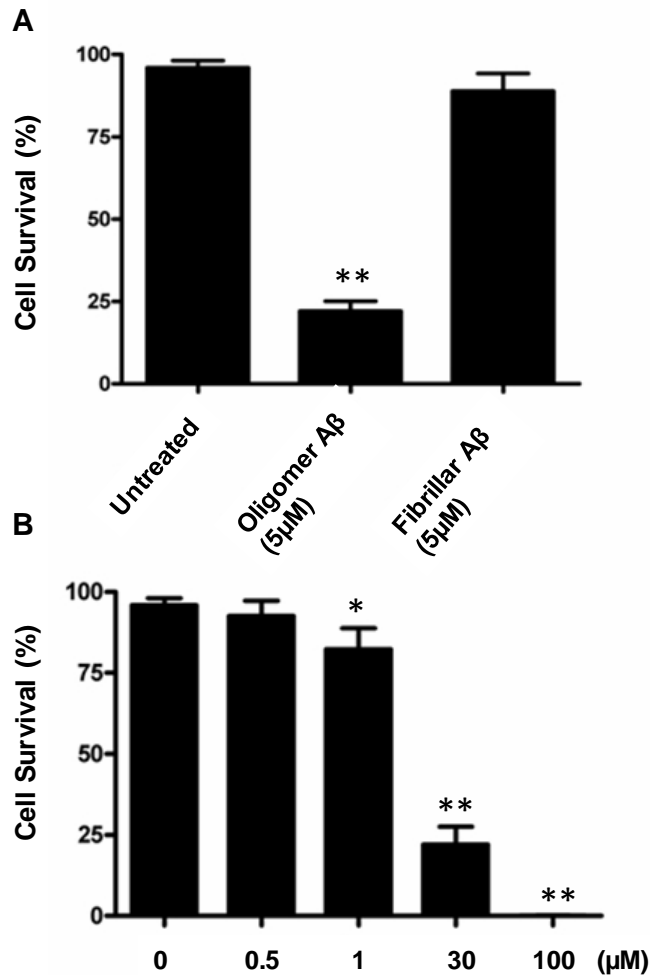 A
Cell Survival (%)
100
75
50
25
0
**
Untreated
Oligomer Aβ
(5µM)
Fibrillar Aβ
(5µM)
B
Cell Survival (%)
100
75
50
25
0
*
**
**
0 0.5 1 30 100 (µM)